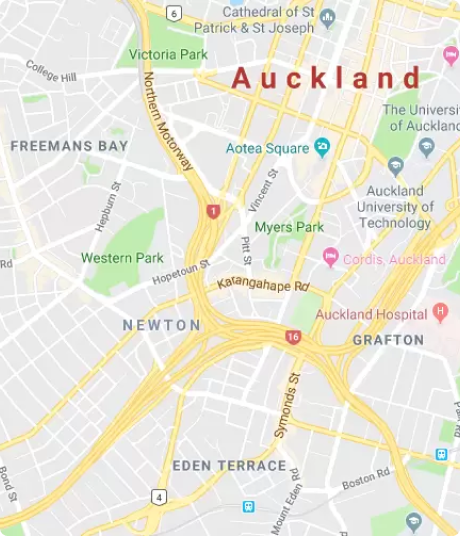 6
Cathedral of St
Patrick & St Joseph
Victoria Park
College Hill
Auckland
Northern Motorway
The Universi
of Auckland
FREEMANS BAY
Aotea Square
Vincent St
Auckland
University of
Technology
Hepburn St
1
Myers Park
Pitt St
Western Park
Cordis, Auckland
Rd
Hopetoun St
Karangahape Rd
Auckland Hospital
H
NEWTON
16
GRAFTON
Symonds St
EDEN TERRACE
Mount Eden Rd
Boston Rd
Bond St
4